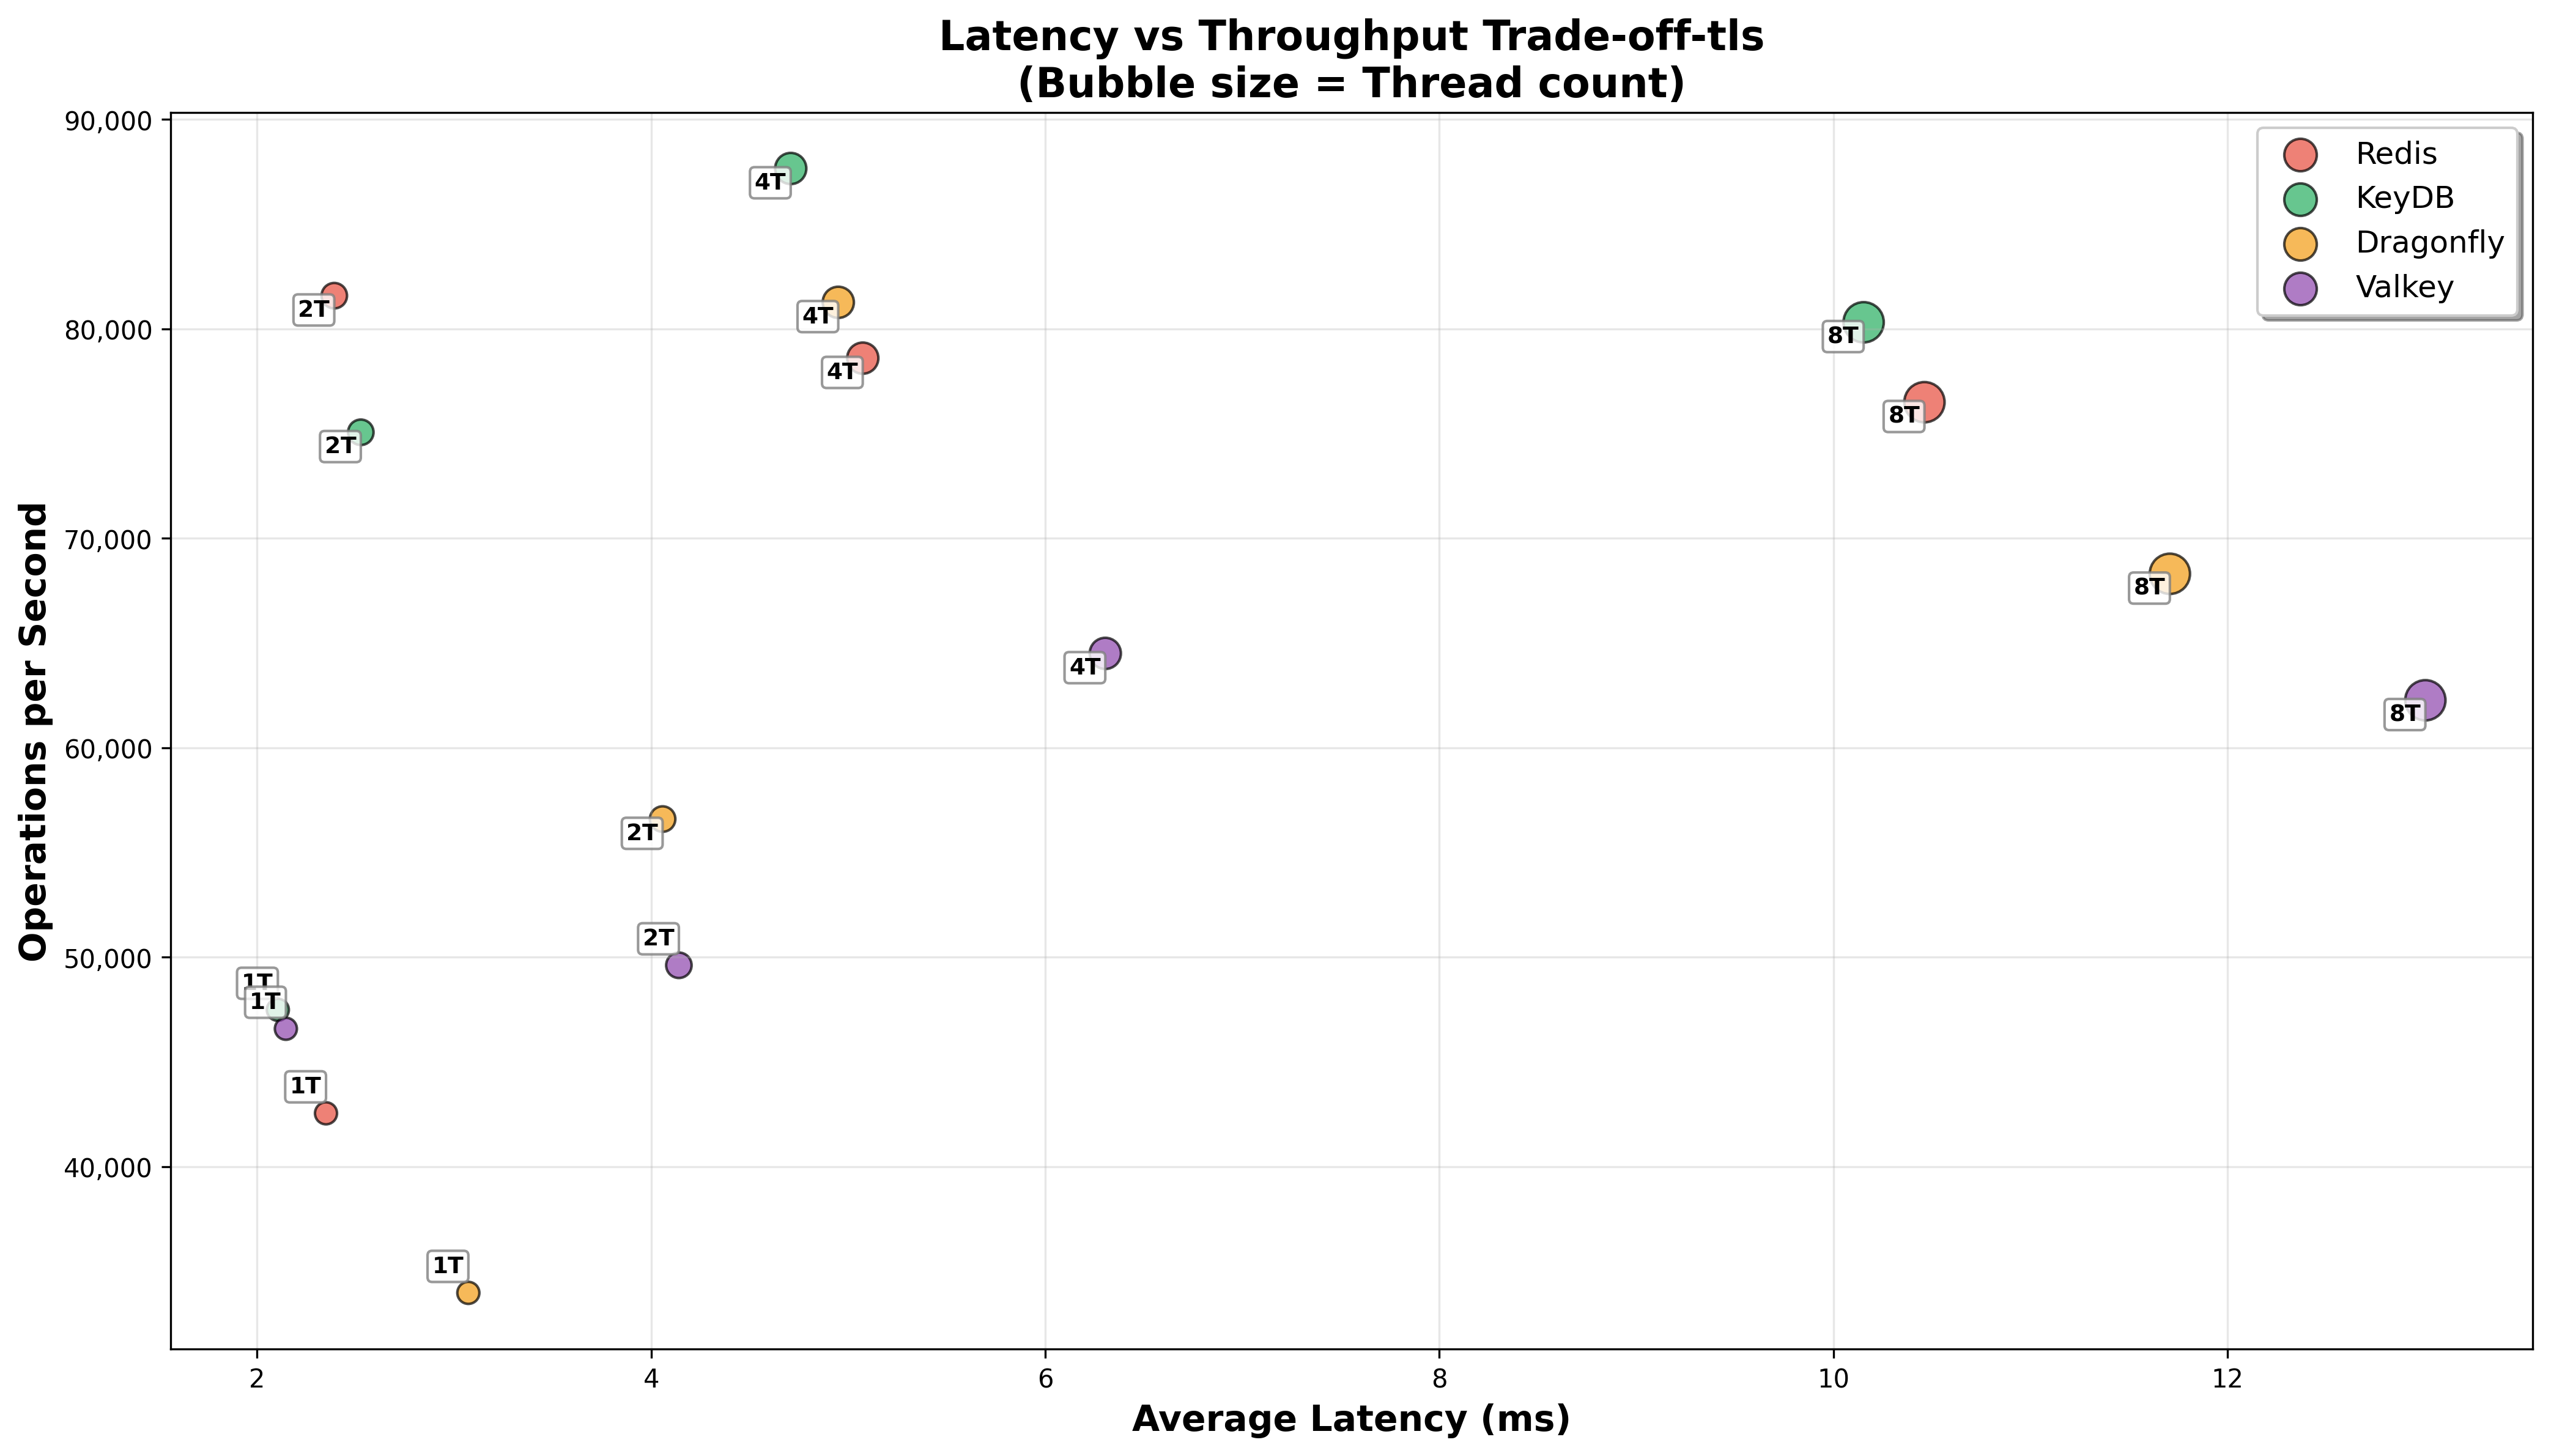 Latency vs Throughput Trade-off-tls
(Bubble size = Thread count)
Operations per Second
90,000
80,000
70,000
60,000
50,000
40,000
Redis
KeyDB
Dragonfly
Valkey
4T
2T
4T
8T
4T
8T
2T
8T
4T
8T
2T
2T
1T
1T
1T
1T
2
4
6
8
10
12
Average Latency (ms)